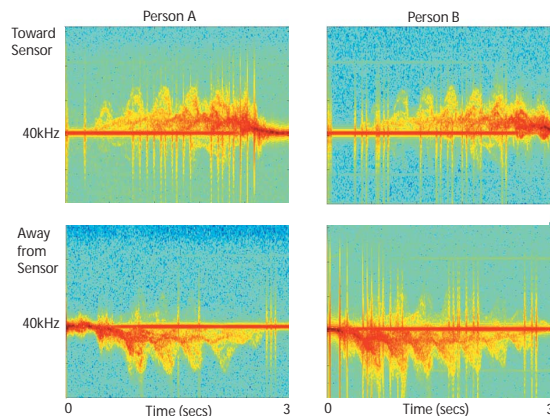 Person A
Person B
Toward
Sensor
40kHz
Away
from
Sensor
40kHz
0
Time (secs)
3
0
Time (secs)
3